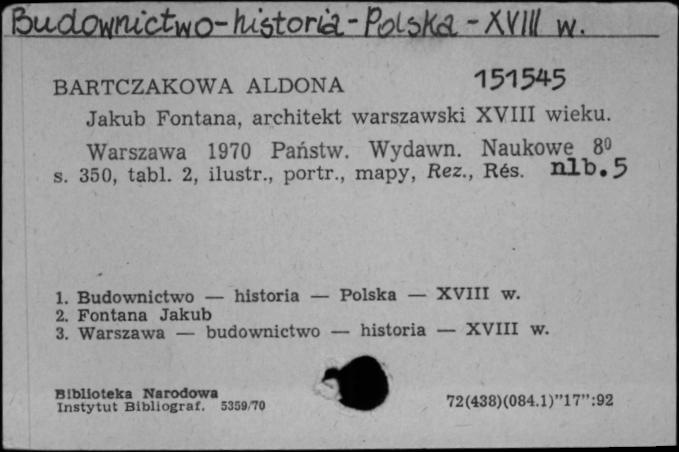 Budownictwo-historia-Polska-XVIII w.
BARTCZAKOWA ALDONA 151545
Jakub Fontana, architekt warszawski XVIII wieku.
Warszawa 1970 Państw. Wydawn. Naukowe 8⁰
s. 350, tabl. 2, ilustr., portr., mapy, Rez., Rés. nlb. 5
1. Budownictwo — historia — Polska — XVIII w.
2. Fontana Jakub
3. Warszawa — budownictwo — historia — XVIII w.
Biblioteka Narodowa
Instytut Bibliograf. 5359/70 72(438)(084.1)"17":92